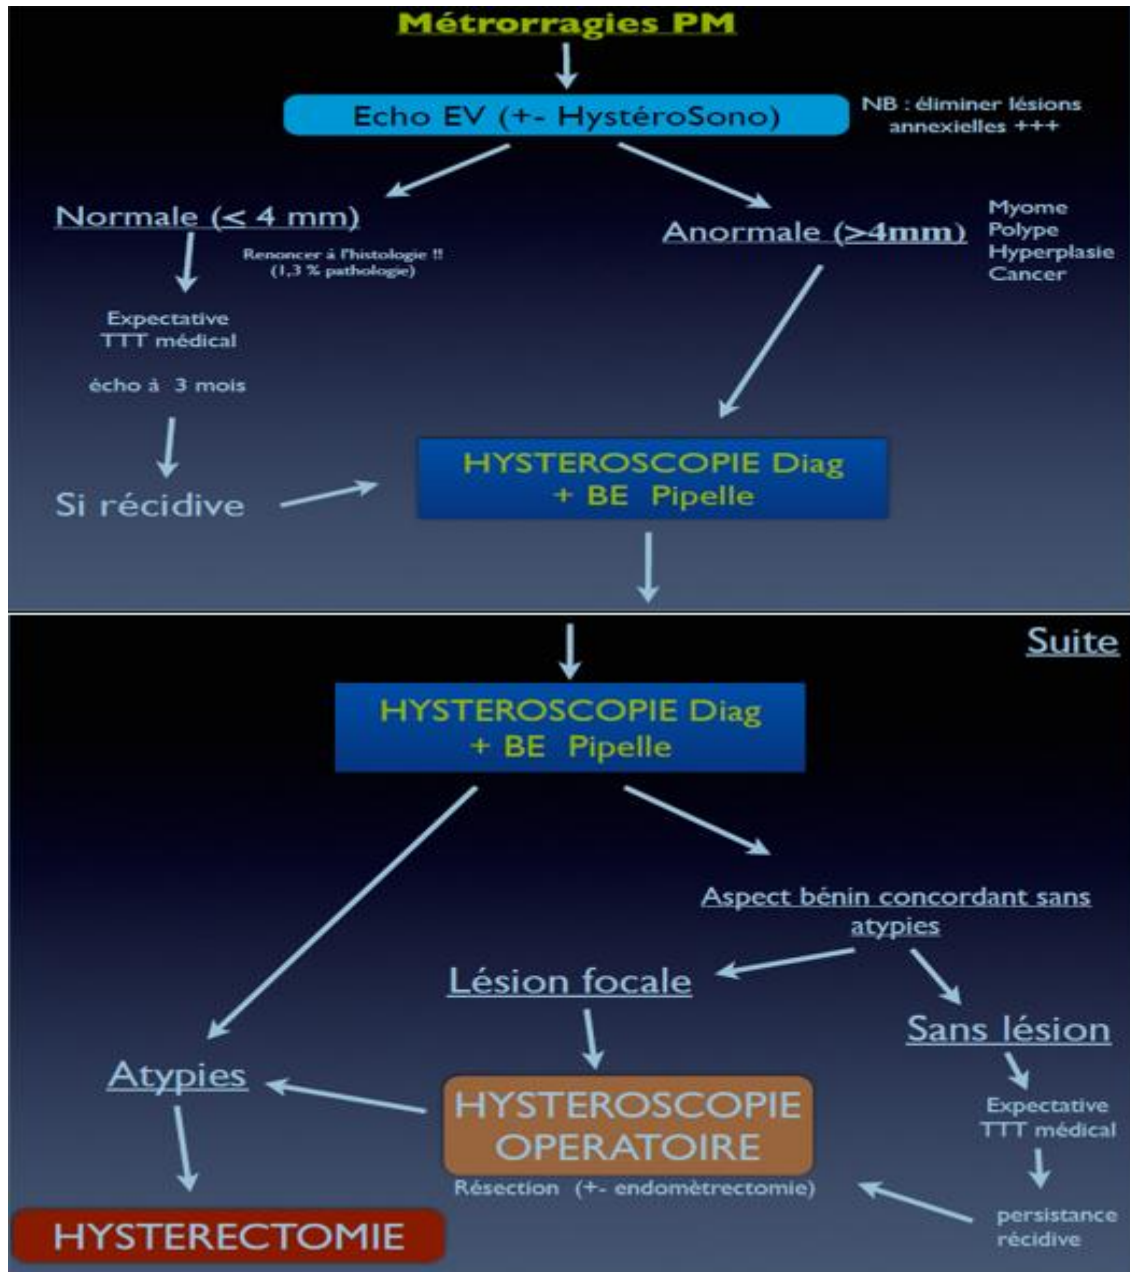 Métrorragies PM
Echo EV (+- HystéroSono)
NB : éliminer lésions
annexielles +++
Normale (≤ 4 mm)
Renoncer à l'histologie !!
(1,3 % pathologie)
Anormale (>4mm)
Myome
Polype
Hyperplasie
Cancer
Expectative
TTT médical
écho à 3 mois
Si récidive
HYSTEROSCOPIE Diag
+ BE Pipelle
Suite
HYSTEROSCOPIE Diag
+ BE Pipelle
Aspect bénin concordant sans
atypies
Lésion focale
Sans lésion
Atypies
HYSTEROSCOPIE
OPERATOIRE
Résection (+- endomètrectomie)
Expectative
TTT médical
persistance
récidive
HYSTERECTOMIE